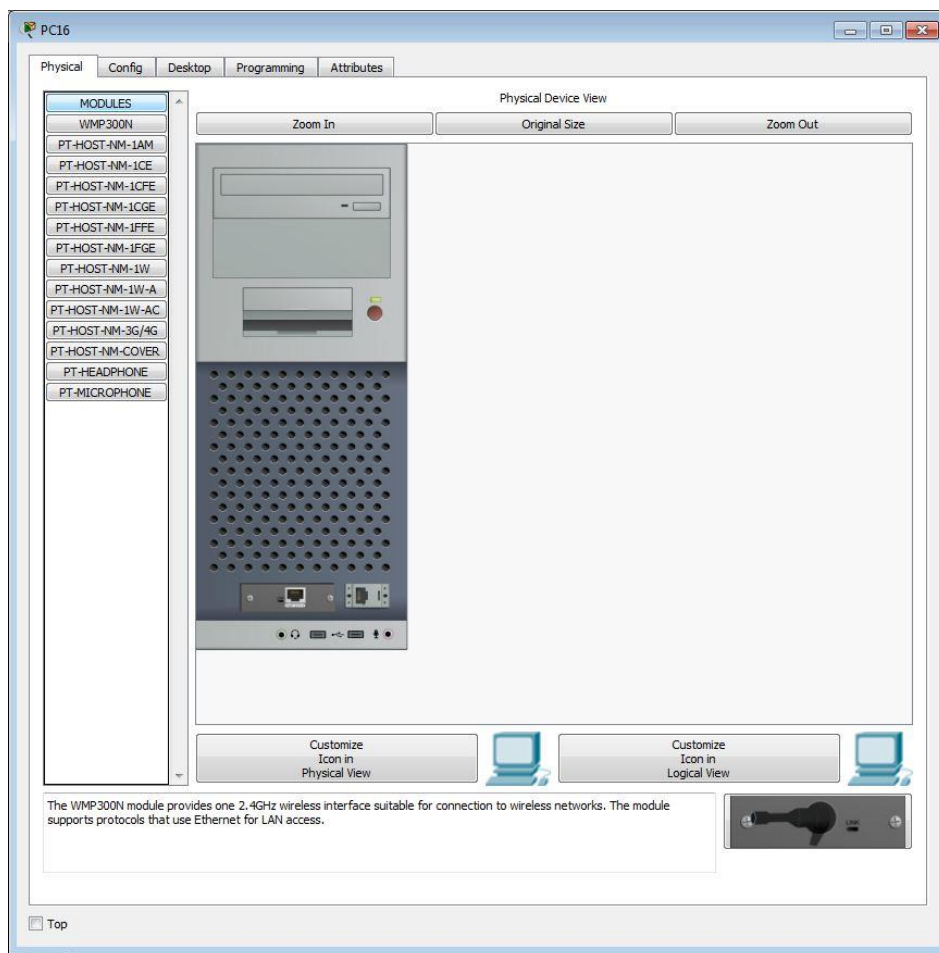 PC16
Physical
Config
Desktop
Programming
Attributes
MODULES
WMP300N
PT-HOST-NM-1AM
PT-HOST-NM-1CE
PT-HOST-NM-1CFE
PT-HOST-NM-1CGE
PT-HOST-NM-1FFE
PT-HOST-NM-1FGE
PT-HOST-NM-1W
PT-HOST-NM-1W-A
PT-HOST-NM-1W-AC
PT-HOST-NM-3G/4G
PT-HOST-NM-COVER
PT-HEADPHONE
PT-MICROPHONE
Physical Device View
Zoom In
Original Size
Zoom Out
Customize
Icon in
Physical View
Customize
Icon in
Logical View
The WMP300N module provides one 2.4GHz wireless interface suitable for connection to wireless networks. The module
supports protocols that use Ethernet for LAN access.
LINK
Top